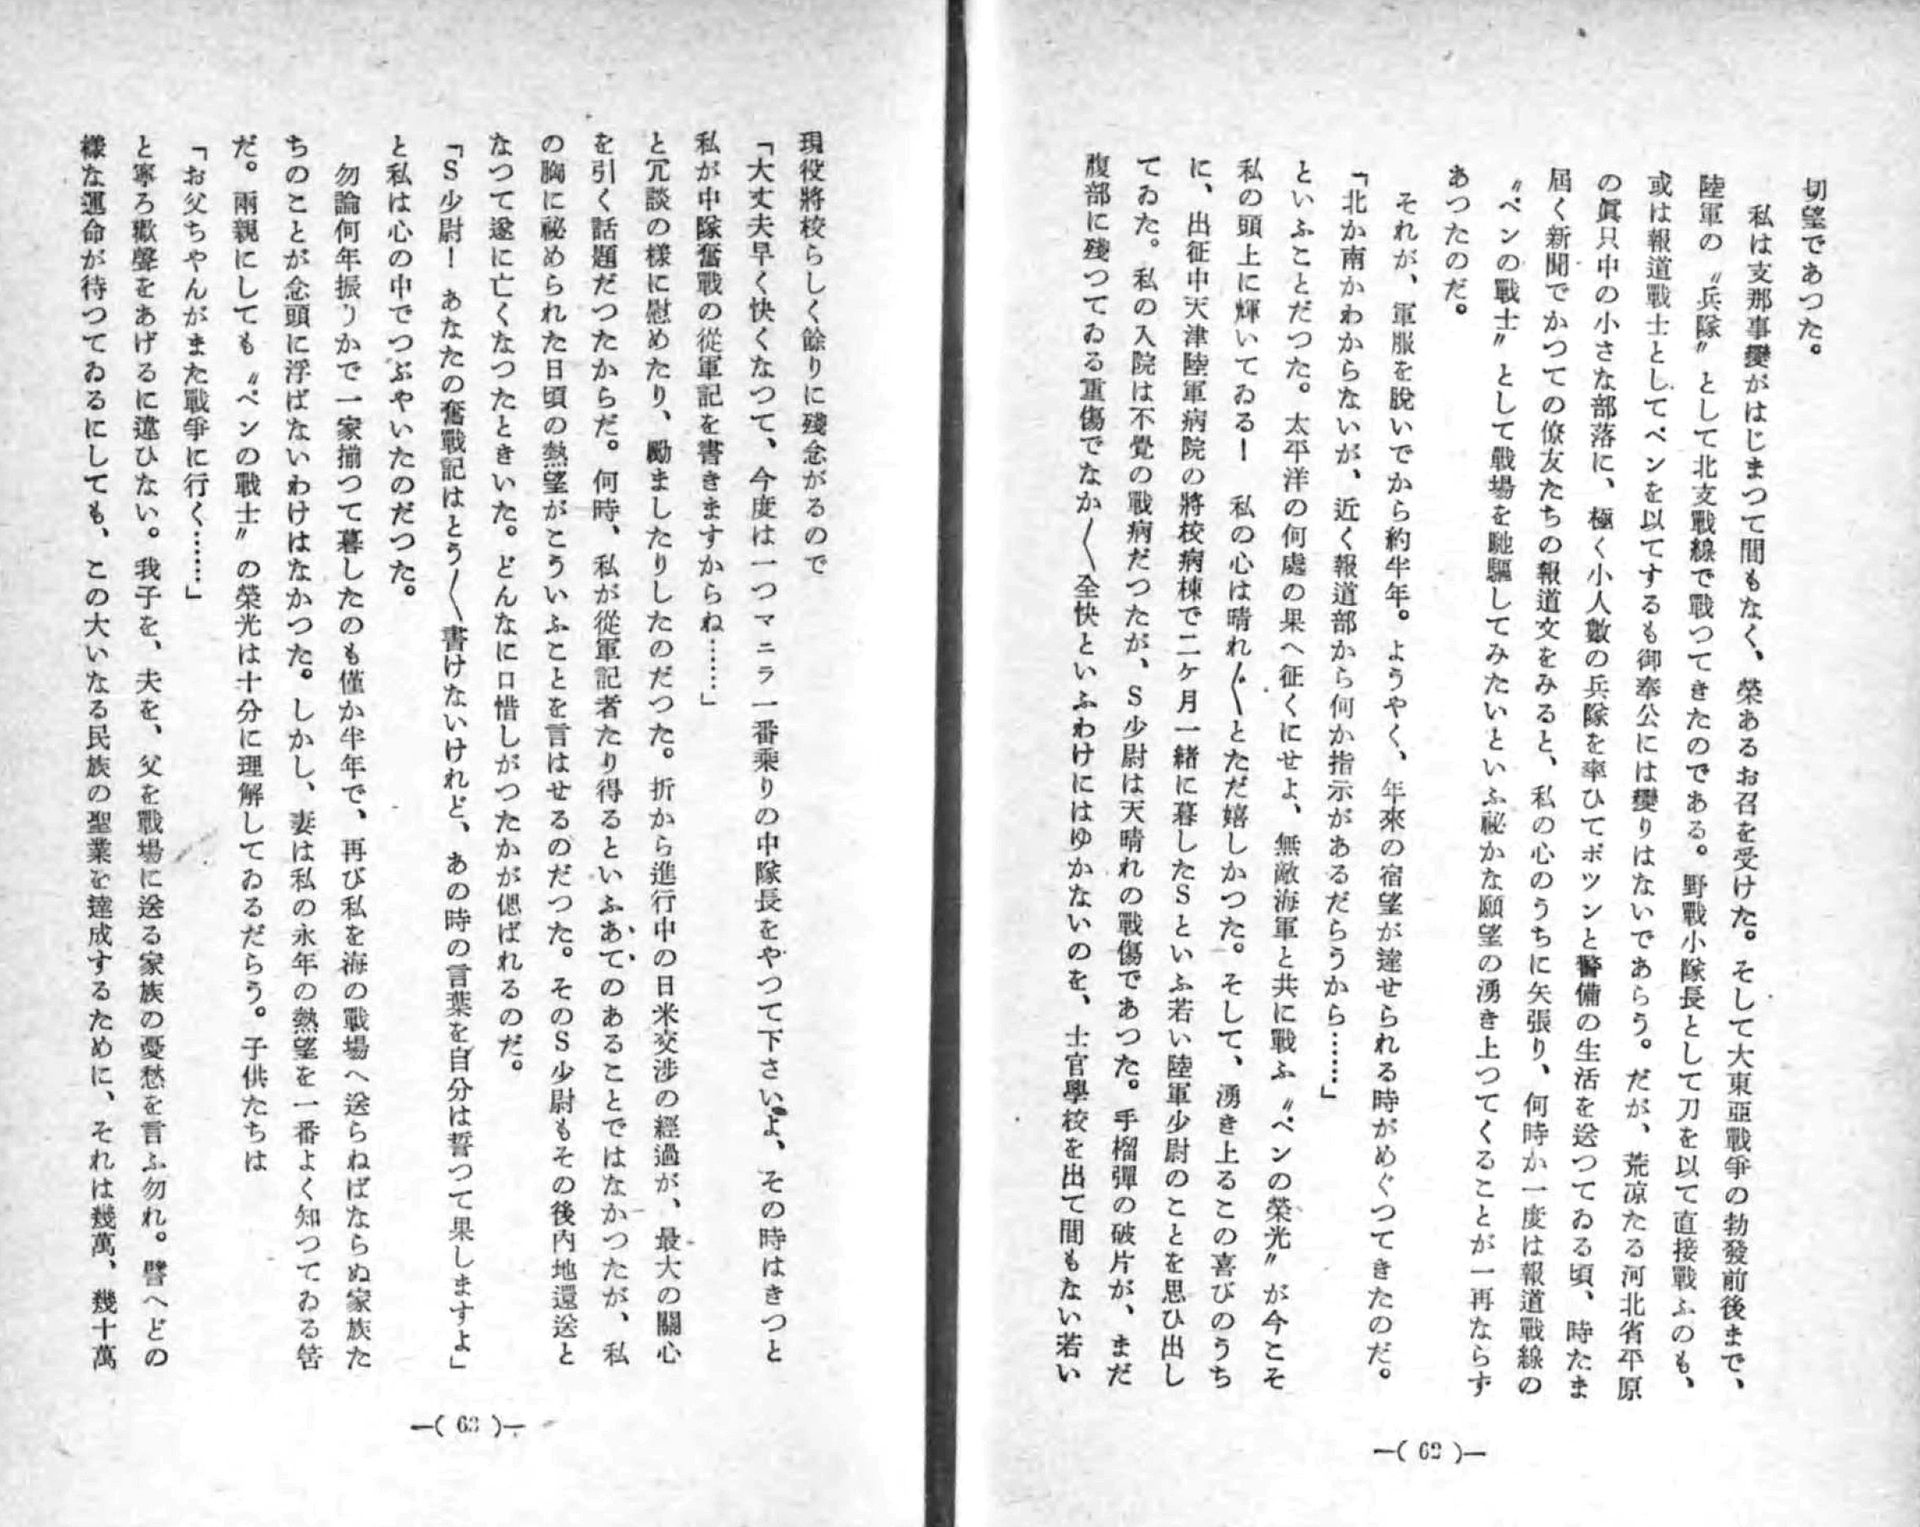 切望であつた。
私は支那事變がはじまつて間もなく、榮あるお召を受けた。そして大東亞戰爭の勃發前後まで、
陸軍の〝兵隊〟として北支戰線で戰つてきたのである。野戰小隊長として刀を以て直接戰ふのも、
或は報道戰士としてペンを以てするも御奉公には變りはないであらう。だが、荒凉たる河北省平原
の眞只中の小さな部落に、極く小人數の兵隊を率ひてポツンと警備の生活を送つてゐる頃、時たま
屆く新聞でかつての僚友たちの報道文をみると、私の心のうちに矢張り、何時か一度は報道戰線の
〝ペンの戰士〟として戰場を馳驅してみたいといふ祕かな願望の湧き上つてくることが一再ならず
あつたのだ。
それが、軍服を脫いでから約半年。ようやく、年來の宿望が達せられる時がめぐつてきたのだ。
「北か南かわからないが、近く報道部から何か指示があるだらうから……」
といふことだつた。太平洋の何處の果へ征くにせよ、無敵海軍と共に戰ふ〝ペンの榮光〟が今こそ
私の頭上に輝いてゐる―　私の心は晴れ〳〵とただ嬉しかつた。そして、湧き上るこの喜びのうち
に、出征中天津陸軍病院の將校病棟で二ケ月一緒に暮したSといふ若い陸軍少尉のことを思ひ出し
てゐた。私の入院は不覺の戰病だつたが、S少尉は天晴れの戰傷であつた。手榴彈の破片が、まだ
腹部に殘つてゐる重傷でなか〳〵全快といふわけにはゆかないのを、士官學校を出て間もない若い
—( 62 )—
現役將校らしく餘りに殘念がるので
「大丈夫早く快くなつて、今度は一つマニラ一番乘りの中隊長をやつて下さいよ、その時はきつと
私が中隊奮戰の從軍記を書きますからね……」
と冗談の樣に慰めたり、勵ましたりしたのだつた。折から進行中の日米交涉の經過が、最大の關心
を引く話題だつたからだ。何時、私が從軍記者たり得るといふあてのあることではなかつたが、私
の胸に祕められた日頃の熱望がこういふことを言はせるのだつた。そのS少尉もその後內地還送と
なつて遂に亡くなつたときいた。どんなに口惜しがつたかが偲ばれるのだ。
「S少尉！　あなたの奮戰記はとう〳〵書けないけれど、あの時の言葉を自分は誓つて果しますよ」
と私は心の中でつぶやいたのだつた。
勿論何年振りかで一家揃つて暮したのも僅か半年で、再び私を海の戰場へ送らねばならぬ家族た
ちのことが念頭に浮ばないわけはなかつた。しかし、妻は私の永年の熱望を一番よく知つてゐる筈
だ。兩親にしても〝ペンの戰士〟の榮光は十分に理解してゐるだらう。子供たちは
「お父ちやんがまた戰爭に行く……」
と寧ろ歡聲をあげるに違ひない。我子を、夫を、父を戰場に送る家族の憂愁を言ふ勿れ。譬へどの
樣な運命が待つてゐるにしても、この大いなる民族の聖業を達成するために、それは幾萬、幾十萬
—( 63 )—